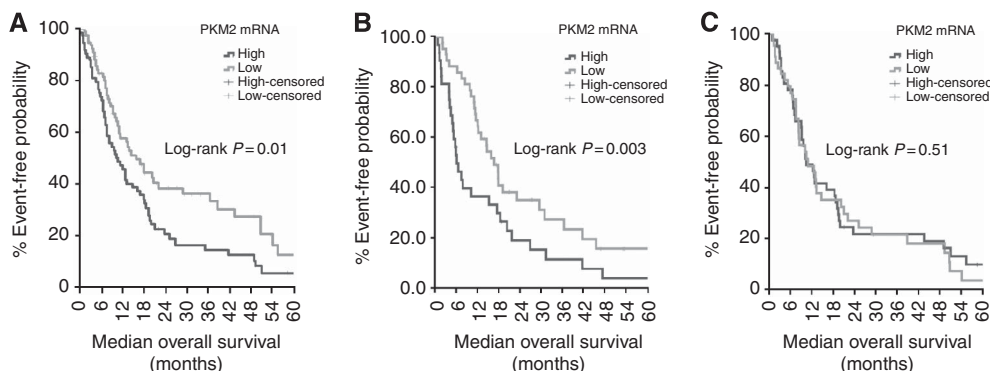 A
PKM2 mRNA
High
Low
High-censored
Low-censored
Log-rank P=0.01
% Event-free probability
100
80
60
40
20
0
0 6 12 18 24 30 36 42 48 54 60
Median overall survival
(months)
B
PKM2 mRNA
High
Low
High-censored
Low-censored
Log-rank P=0.003
% Event-free probability
100.0
80.0
60.0
40.0
20.0
0.0
0 6 12 18 24 30 36 42 48 54 60
Median overall survival
(months)
C
PKM2 mRNA
High
Low
High-censored
Low-censored
Log-rank P=0.51
% Event-free probability
100.0
80.0
60.0
40.0
20.0
0.0
0 6 12 18 24 30 36 42 48 54 60
Median overall survival
(months)